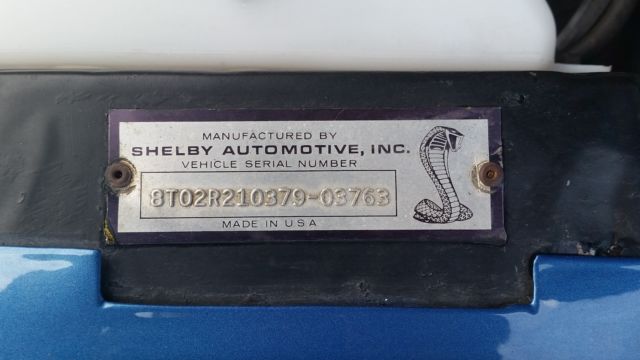 MANUFACTURED BY
SHELBY AUTOMOTIVE, INC.
VEHICLE SERIAL NUMBER
8T02R210379-03763
MADE IN U.S.A